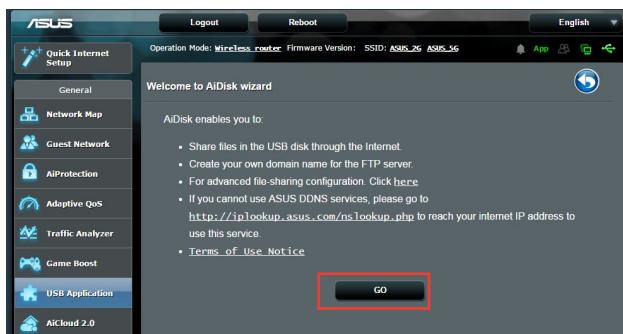 ASUS
Logout
Reboot
English
Quick Internet
Setup
Operation Mode: Wireless router Firmware Version: SSID: ASUS_2G ASUS_5G
App
General
Network Map
Guest Network
AiProtection
Adaptive QoS
Traffic Analyzer
Game Boost
USB Application
AiCloud 2.0
Welcome to AiDisk wizard
AiDisk enables you to:
• Share files in the USB disk through the Internet.
• Create your own domain name for the FTP server.
• For advanced file-sharing configuration. Click here
• If you cannot use ASUS DDNS services, please go to
http://iplookup.asus.com/nslookup.php to reach your internet IP address to
use this service.
• Terms of Use Notice
GO